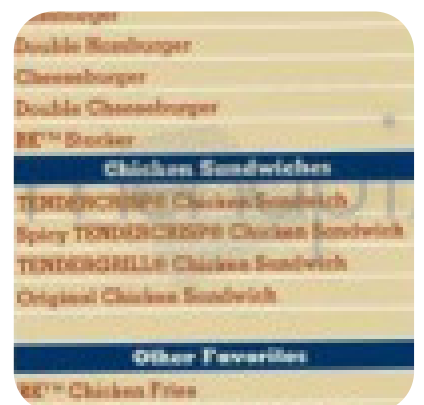 Hamburger
Double Hamburger
Cheeseburger
Double Cheeseburger
BK™ Stacker
Chicken Sandwiches
TENDERCRISP® Chicken Sandwich
Spicy TENDERCRISP® Chicken Sandwich
TENDERGRILL® Chicken Sandwich
Original Chicken Sandwich
Other Favorites
BK™ Chicken Fries